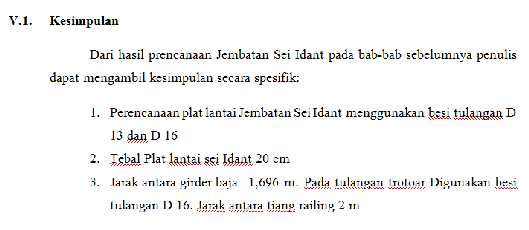 V.1. Kesimpulan
Dari hasil prencanaan Jembatan Sei Idant pada bab-bab sebelumnya penulis
dapat mengambil kesimpulan secara spesifik:
1. Perencanaan plat lantai Jembatan Sei Idant menggunakan besi tulangan D
13 dan D 16
2. Tebal Plat lantai sei Idant 20 cm
3. Jarak antara girder baja 1,696 m. Pada tulangan trotoar Digunakan besi
tulangan D 16. Jarak antara tiang railing 2 m